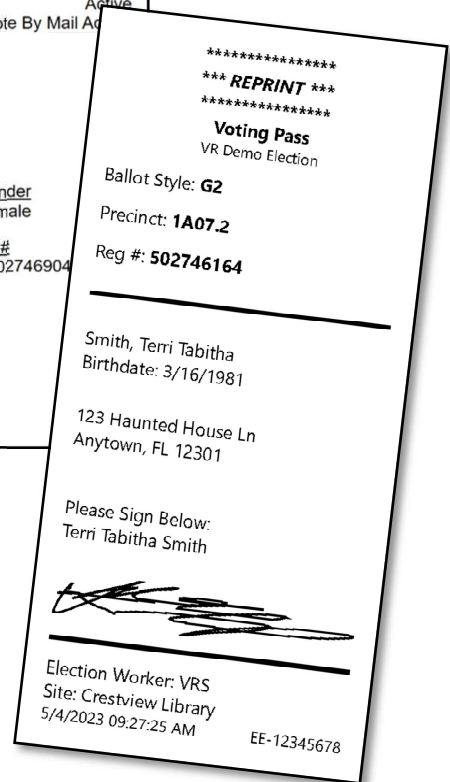 Active
ote By Mail A
nder
male
#
02746904
****************
*** REPRINT ***
****************
Voting Pass
VR Demo Election
Ballot Style: G2
Precinct: 1A07.2
Reg #: 502746164
Smith, Terri Tabitha
Birthdate: 3/16/1981
123 Haunted House Ln
Anytown, FL 12301
Please Sign Below:
Terri Tabitha Smith
Election Worker: VRS
Site: Crestview Library
5/4/2023 09:27:25 AM EE-12345678